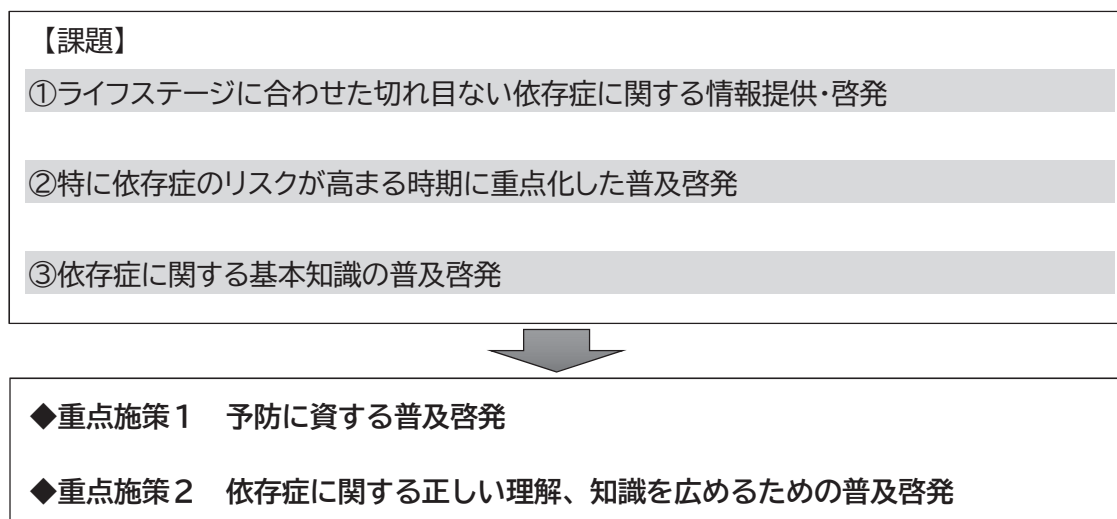 【課題】
①ライフステージに合わせた切れ目ない依存症に関する情報提供・啓発
②特に依存症のリスクが高まる時期に重点化した普及啓発
③依存症に関する基本知識の普及啓発
◆重点施策１　予防に資する普及啓発
◆重点施策２　依存症に関する正しい理解、知識を広めるための普及啓発